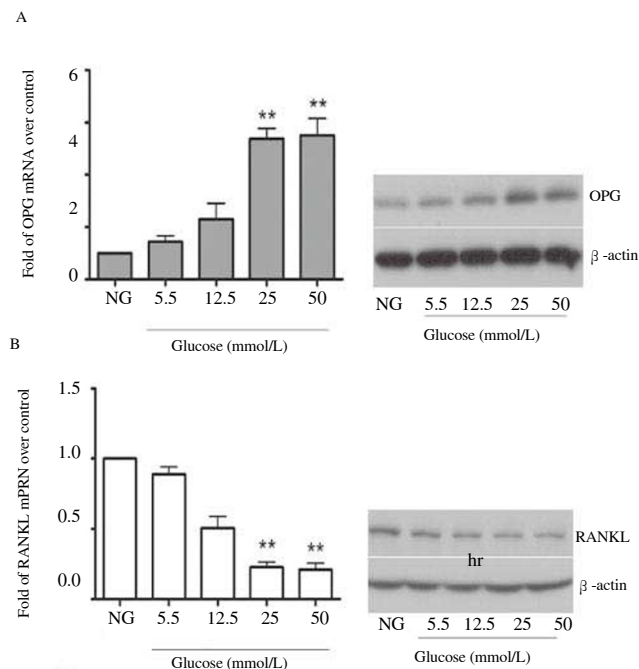 A
Fold of OPG mRNA over control
6
4
2
0
** **
NG 5.5 12.5 25 50
Glucose (mmol/L)
OPG
β -actin
NG 5.5 12.5 25 50
Glucose (mmol/L)
B
Fold of RANKL mPRN over control
1.5
1.0
0.5
0.0
** **
NG 5.5 12.5 25 50
Glucose (mmol/L)
RANKL
hr
β -actin
NG 5.5 12.5 25 50
Glucose (mmol/L)